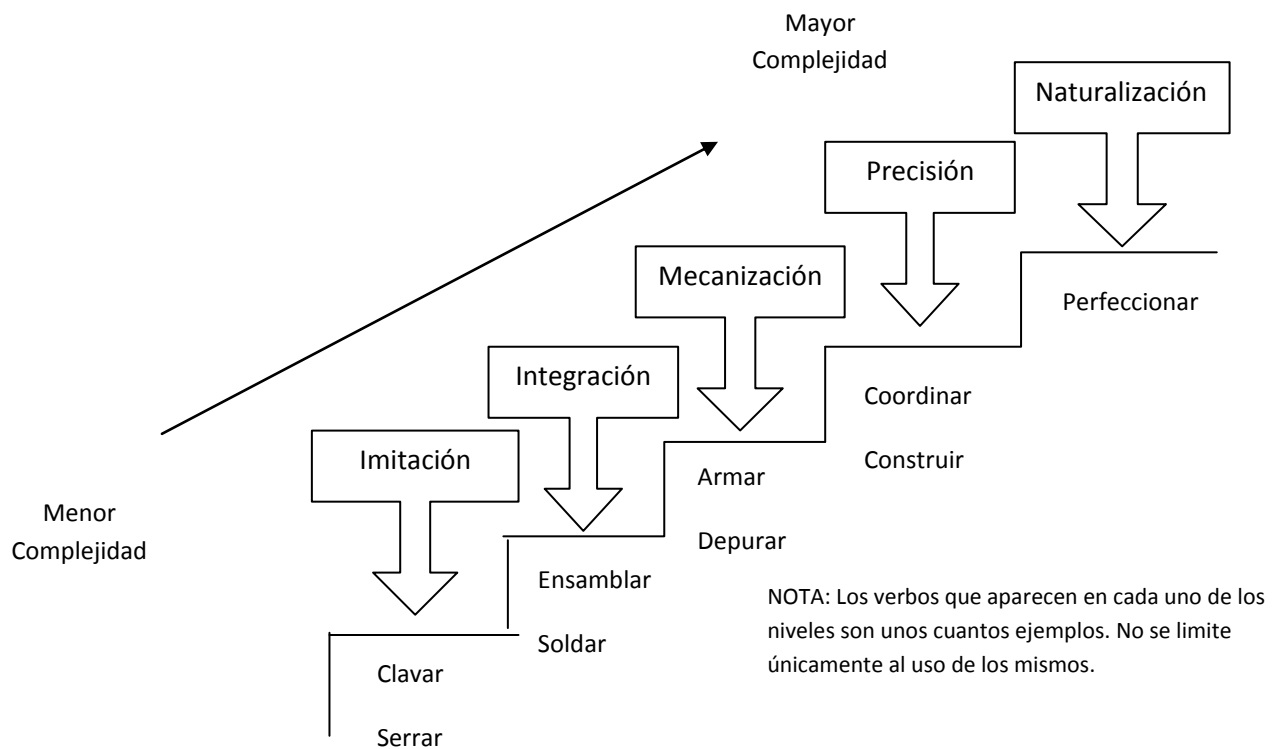 Mayor
Complejidad
Naturalización
Precisión
Mecanización
Perfeccionar
Integración
Coordinar
Imitación
Construir
Armar
Menor
Complejidad
Depurar
Ensamblar
NOTA: Los verbos que aparecen en cada uno de los
niveles son unos cuantos ejemplos. No se limite
únicamente al uso de los mismos.
Soldar
Clavar
Serrar